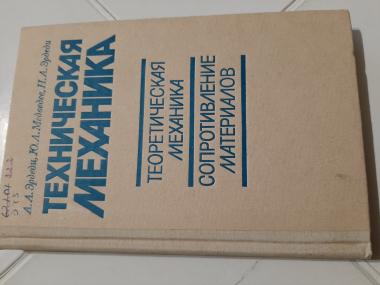 А.А.Эрдеди, Ю.А.Медведев, Н.А.Эрдеди
ТЕХНИЧЕСКАЯ
МЕХАНИКА
ТЕОРЕТИЧЕСКАЯ
МЕХАНИКА
СОПРОТИВЛЕНИЕ
МАТЕРИАЛОВ